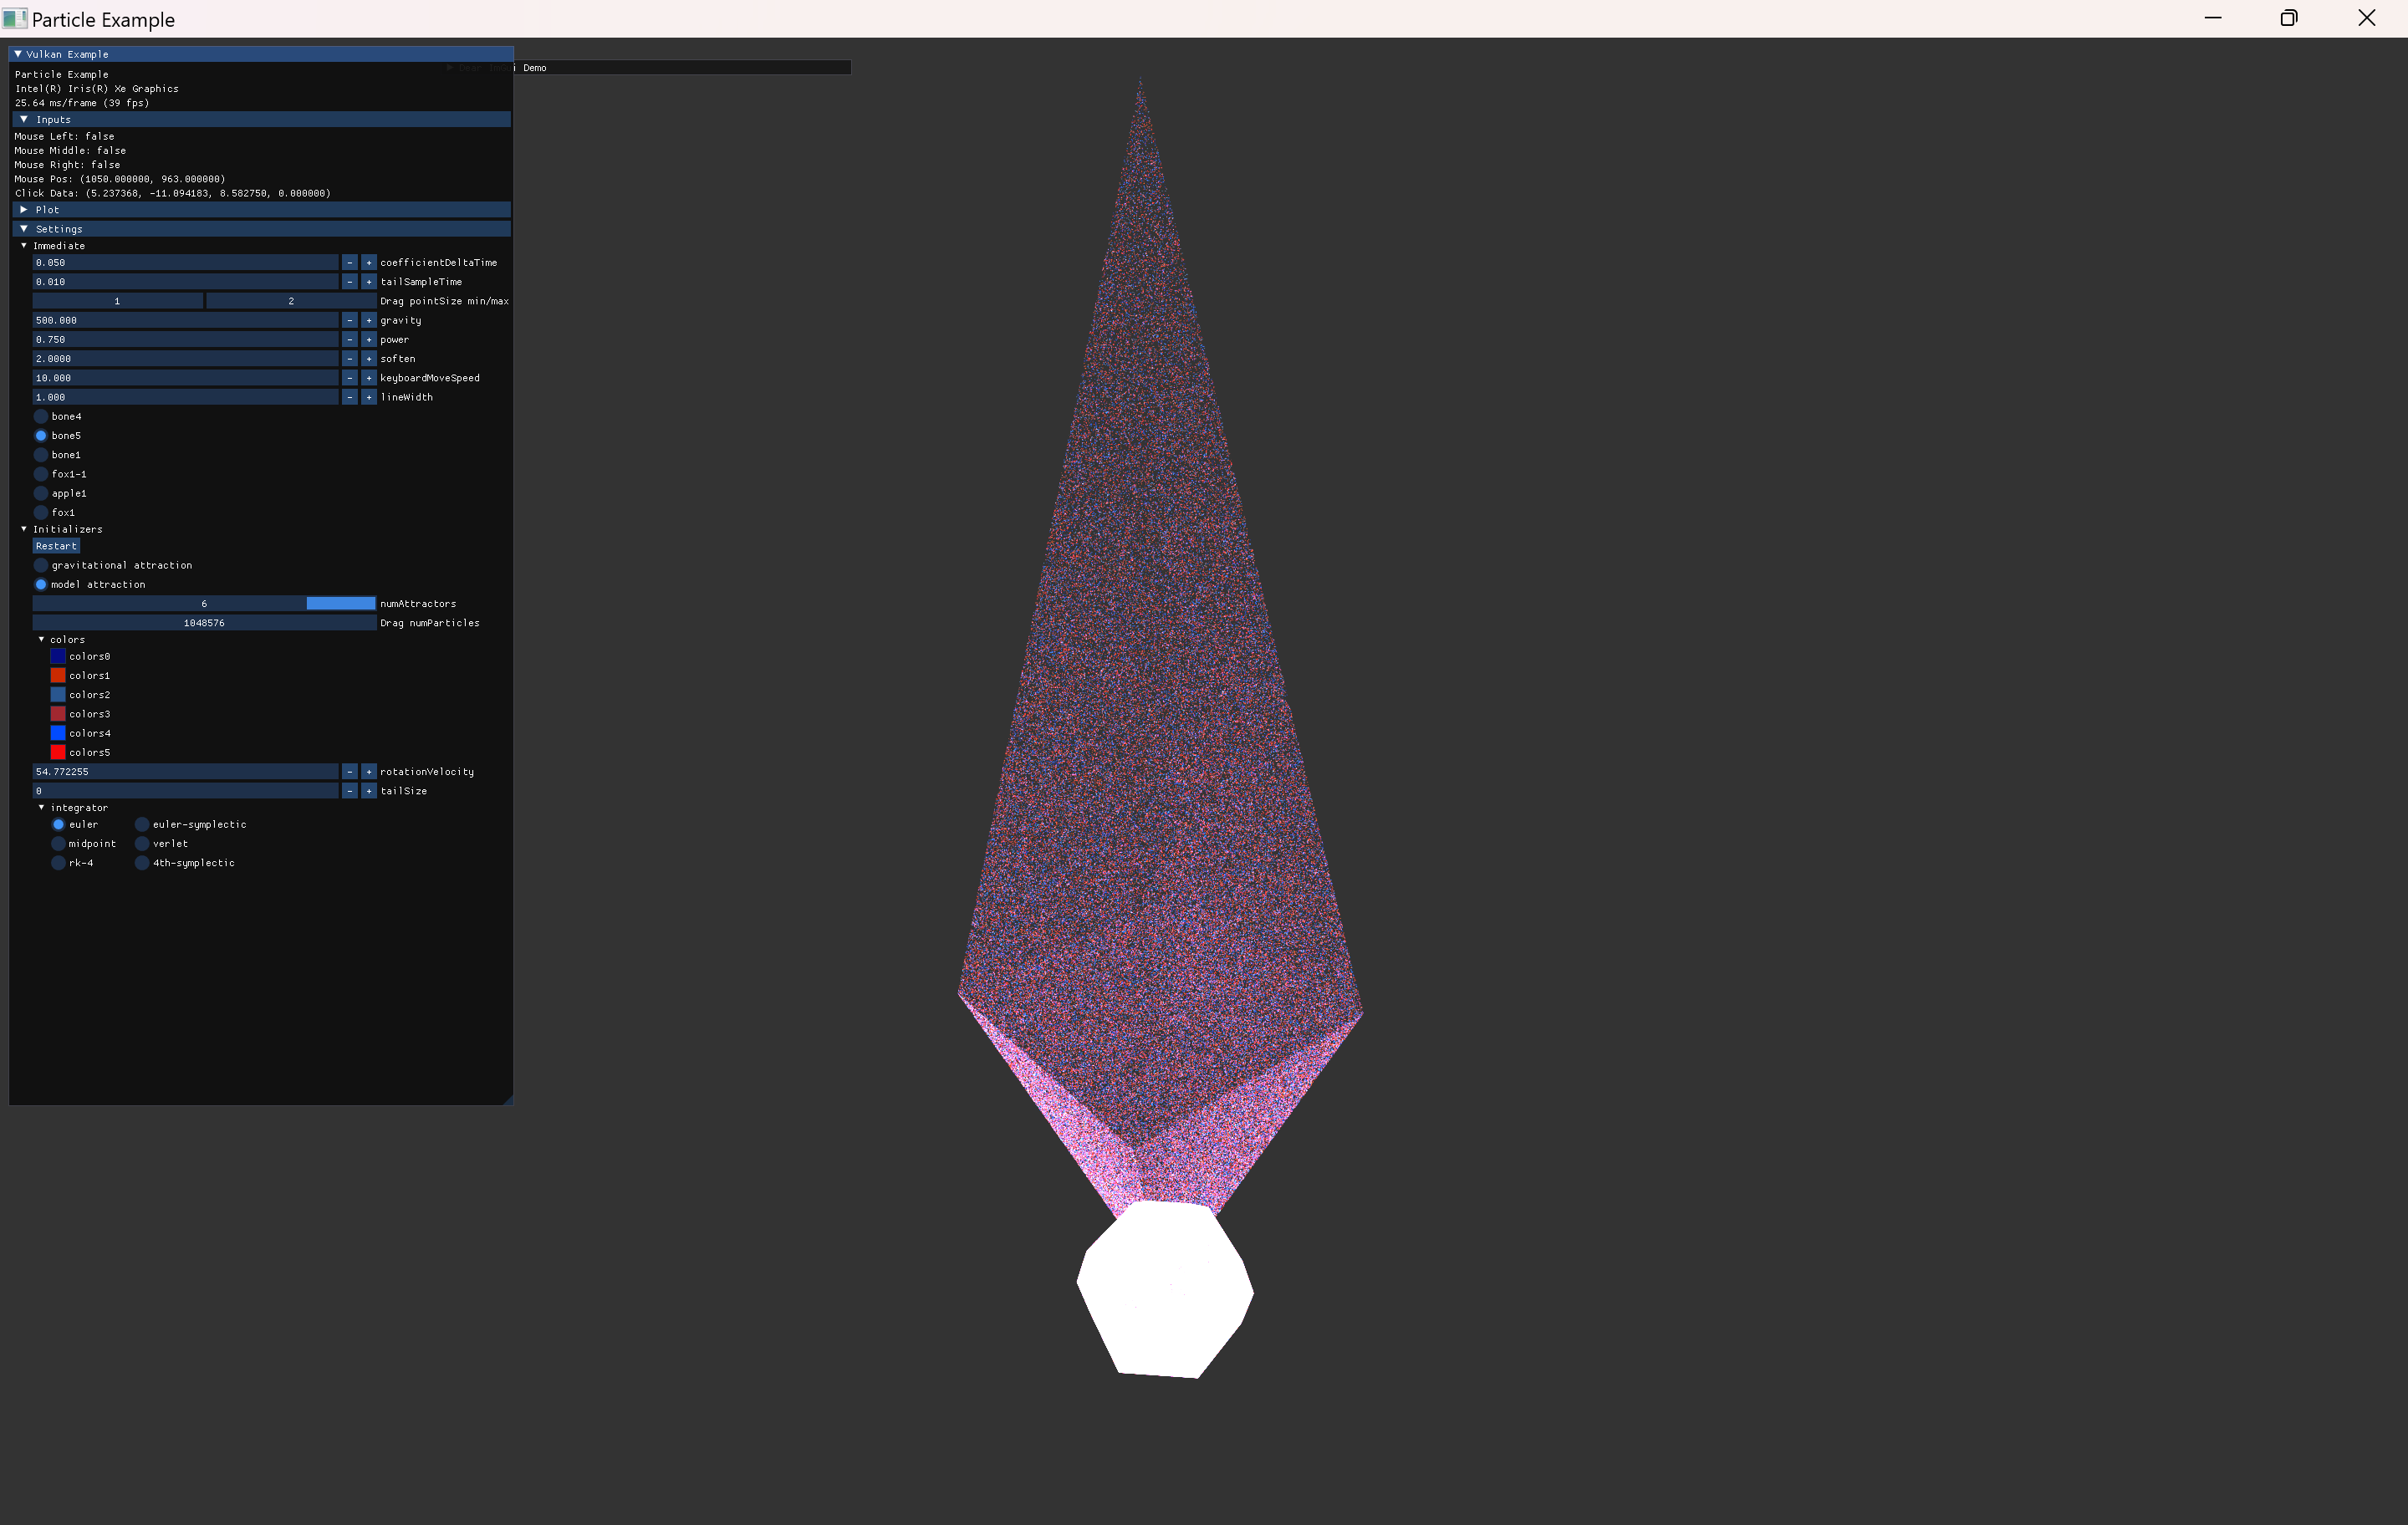 Particle Example
Vulkan Example
Demo
Particle Example
Intel(R) Iris(R) Xe Graphics
25.64 ms/frame (39 fps)
Inputs
Mouse Left: false
Mouse Middle: false
Mouse Right: false
Mouse Pos: (1050.000000, 963.000000)
Click Data: (5.237368, -11.094183, 8.582750, 0.000000)
Plot
Settings
Immediate
0.050 - + coefficientDeltaTime
0.010 - + tailSampleTime
1 2 Drag pointSize min/max
500.000 - + gravity
0.750 - + power
2.0000 - + soften
10.000 - + keyboardMoveSpeed
1.000 - + lineWidth
bone4
bone5
bone1
fox1-1
apple1
fox1
Initializers
Restart
gravitational attraction
model attraction
6 numAttractors
1048576 Drag numParticles
colors
colors0
colors1
colors2
colors3
colors4
colors5
54.772255 - + rotationVelocity
0 - + tailSize
integrator
euler euler-symplectic
midpoint verlet
rk-4 4th-symplectic